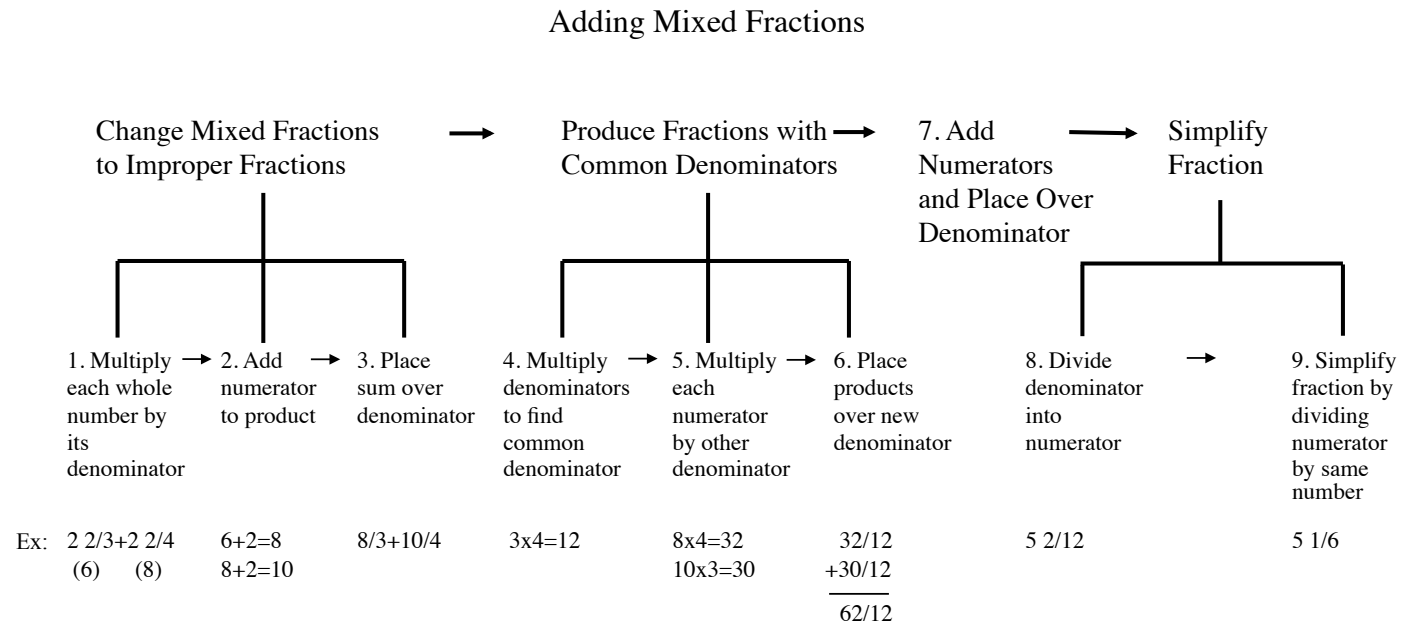 Adding Mixed Fractions
Change Mixed Fractions
to Improper Fractions
Produce Fractions with
Common Denominators
7. Add
Numerators
and Place Over
Denominator
Simplify
Fraction
1. Multiply
each whole
number by
its
denominator
2. Add
numerator
to product
3. Place
sum over
denominator
4. Multiply
denominators
to find
common
denominator
5. Multiply
each
numerator
by other
denominator
6. Place
products
over new
denominator
8. Divide
denominator
into
numerator
9. Simplify
fraction by
dividing
numerator
by same
number
Ex: 2 2/3+2 2/4
(6) (8)
6+2=8
8+2=10
8/3+10/4
3x4=12
8x4=32
10x3=30
32/12
+30/12
62/12
5 2/12
5 1/6